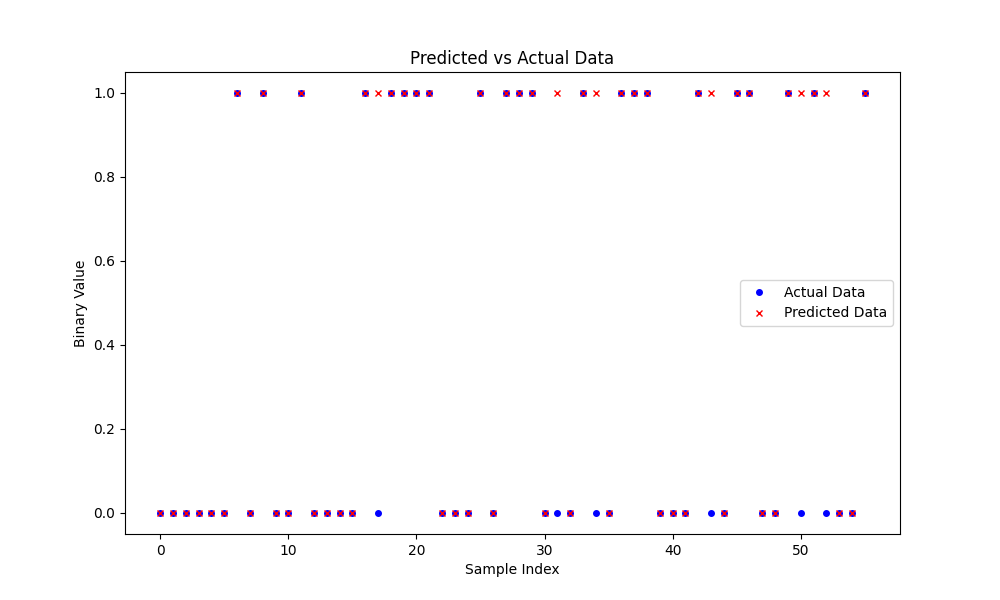 Predicted vs Actual Data
1.0
0.8
0.6
0.4
0.2
0.0
Binary Value
Actual Data
Predicted Data
0 10 20 30 40 50
Sample Index